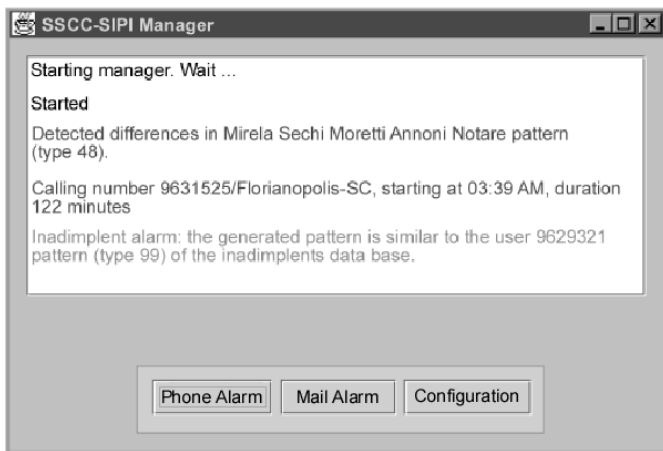 SSCC-SIPI Manager
Starting manager. Wait ...
Started
Detected differences in Mirela Sechi Moretti Annoni Notare pattern
(type 48).
Calling number 9631525/Florianopolis-SC, starting at 03:39 AM, duration
122 minutes
Inadimplent alarm: the generated pattern is similar to the user 9629321
pattern (type 99) of the inadimplents data base.
Phone Alarm Mail Alarm Configuration